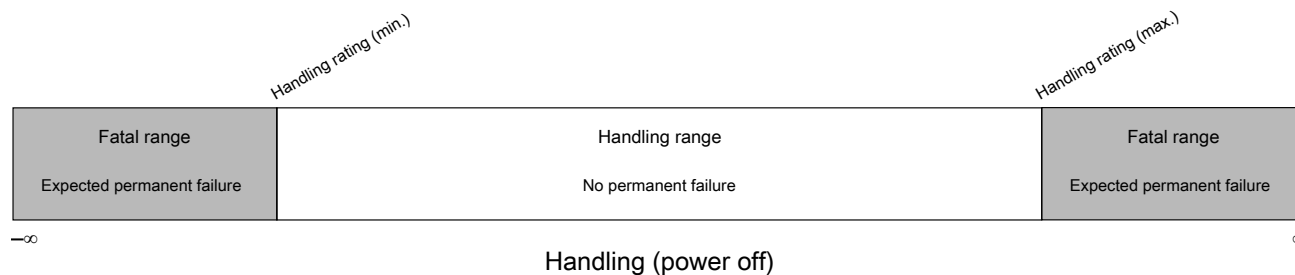 Handling rating (min.)
Handling rating (max.)
Fatal range
Handling range
Fatal range
Expected permanent failure
No permanent failure
Expected permanent failure
–∞
Handling (power off)